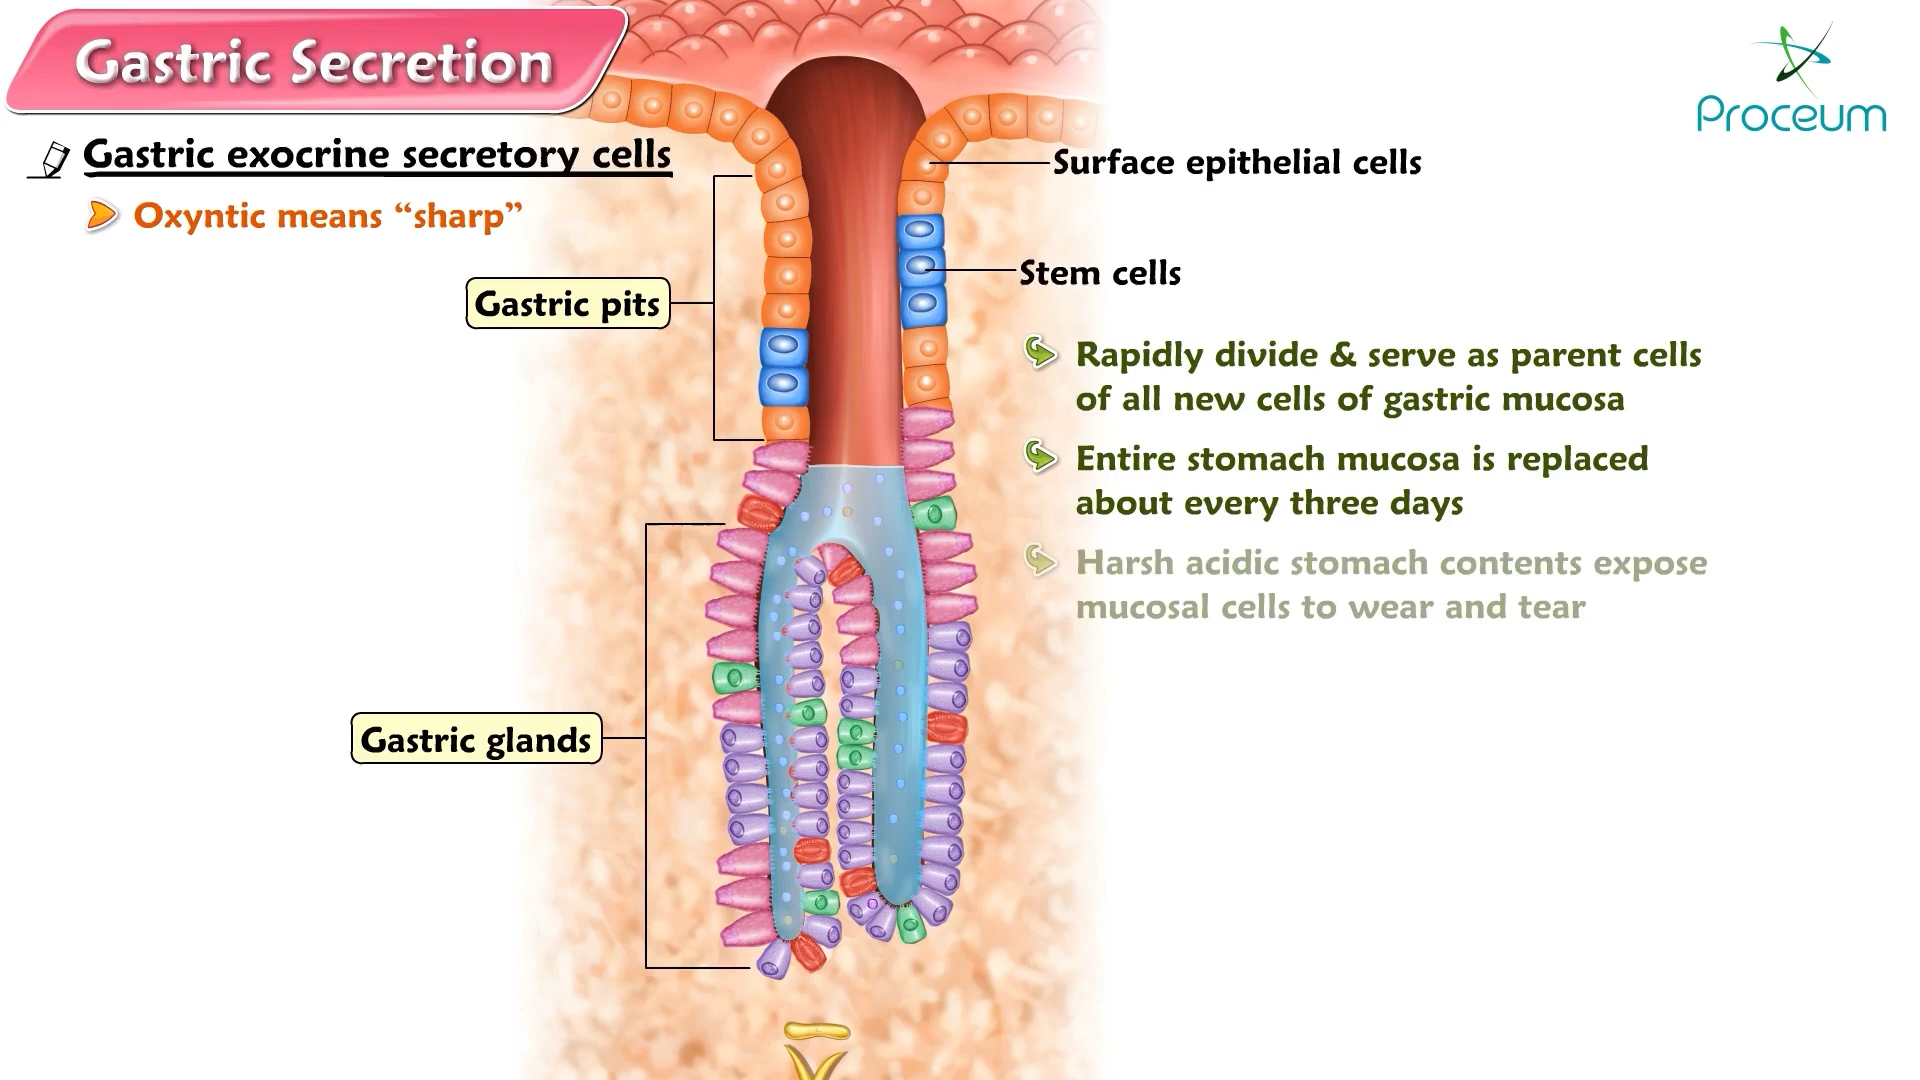 Gastric Secretion
Proceum
Gastric exocrine secretory cells
Oxyntic means “sharp”
Surface epithelial cells
Stem cells
Gastric pits
Rapidly divide & serve as parent cells
of all new cells of gastric mucosa
Entire stomach mucosa is replaced
about every three days
Harsh acidic stomach contents expose
mucosal cells to wear and tear
Gastric glands